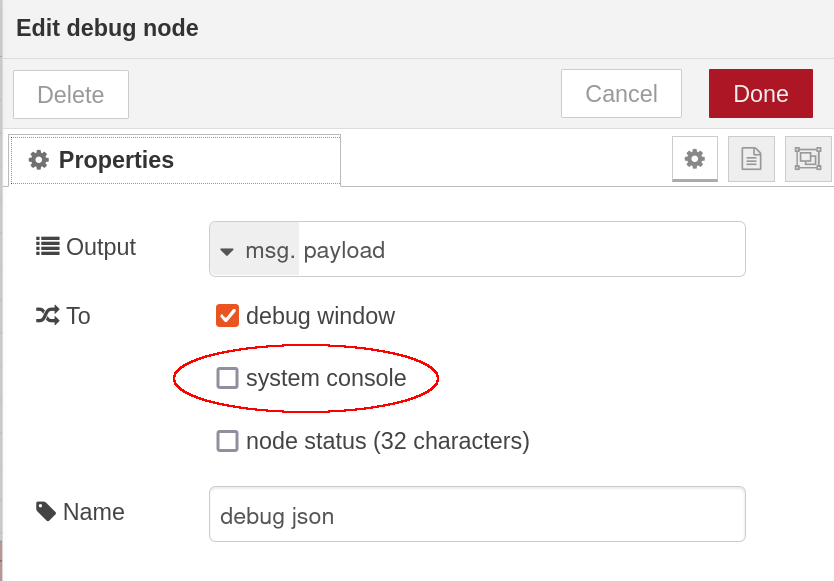 Edit debug node
Delete
Cancel
Done
Properties
Output
msg. payload
To
debug window
system console
node status (32 characters)
Name
debug json